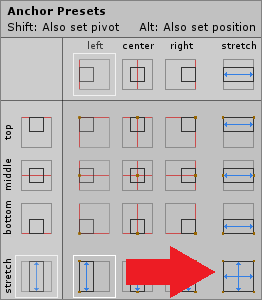 Anchor Presets
Shift: Also set pivot Alt: Also set position
left center right stretch
top
middle
bottom
stretch